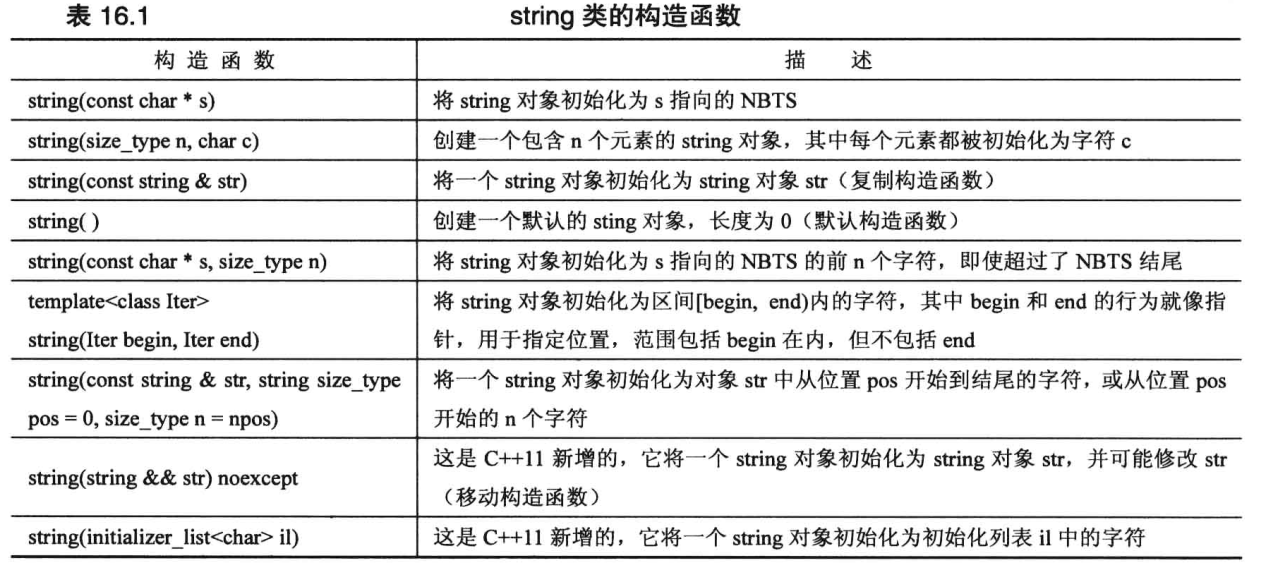 表 16.1 string 类的构造函数
构 造 函 数 描 述
string(const char * s) 将 string 对象初始化为 s 指向的 NBTS
string(size_type n, char c) 创建一个包含 n 个元素的 string 对象，其中每个元素都被初始化为字符 c
string(const string & str) 将一个 string 对象初始化为 string 对象 str（复制构造函数）
string( ) 创建一个默认的 sting 对象，长度为 0（默认构造函数）
string(const char * s, size_type n) 将 string 对象初始化为 s 指向的 NBTS 的前 n 个字符，即使超过了 NBTS 结尾
template<class Iter>
string(Iter begin, Iter end)
将 string 对象初始化为区间[begin, end)内的字符，其中 begin 和 end 的行为就像指
针，用于指定位置，范围包括 begin 在内，但不包括 end
string(const string & str, string size_type
pos = 0, size_type n = npos)
将一个 string 对象初始化为对象 str 中从位置 pos 开始到结尾的字符，或从位置 pos
开始的 n 个字符
string(string && str) noexcept
这是 C++11 新增的，它将一个 string 对象初始化为 string 对象 str，并可能修改 str
（移动构造函数）
string(initializer_list<char> il) 这是 C++11 新增的，它将一个 string 对象初始化为初始化列表 il 中的字符